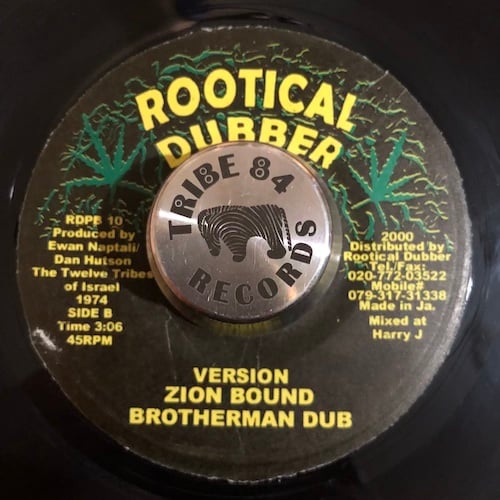 ROOTICAL
DUBBER
TRIBE 84
RECORDS
RDPB 10
Produced by
Ewan Naptali/
Dan Hutson
The Twelve Tribes
of Israel
1974
SIDE B
Time 3:06
45RPM
2000
Distributed by
Rootical Dubber
Tel./Fax:
020-772-03522
Mobile#
079-317-31338
Made in Ja.
Mixed at
Harry J
VERSION
ZION BOUND
BROTHERMAN DUB